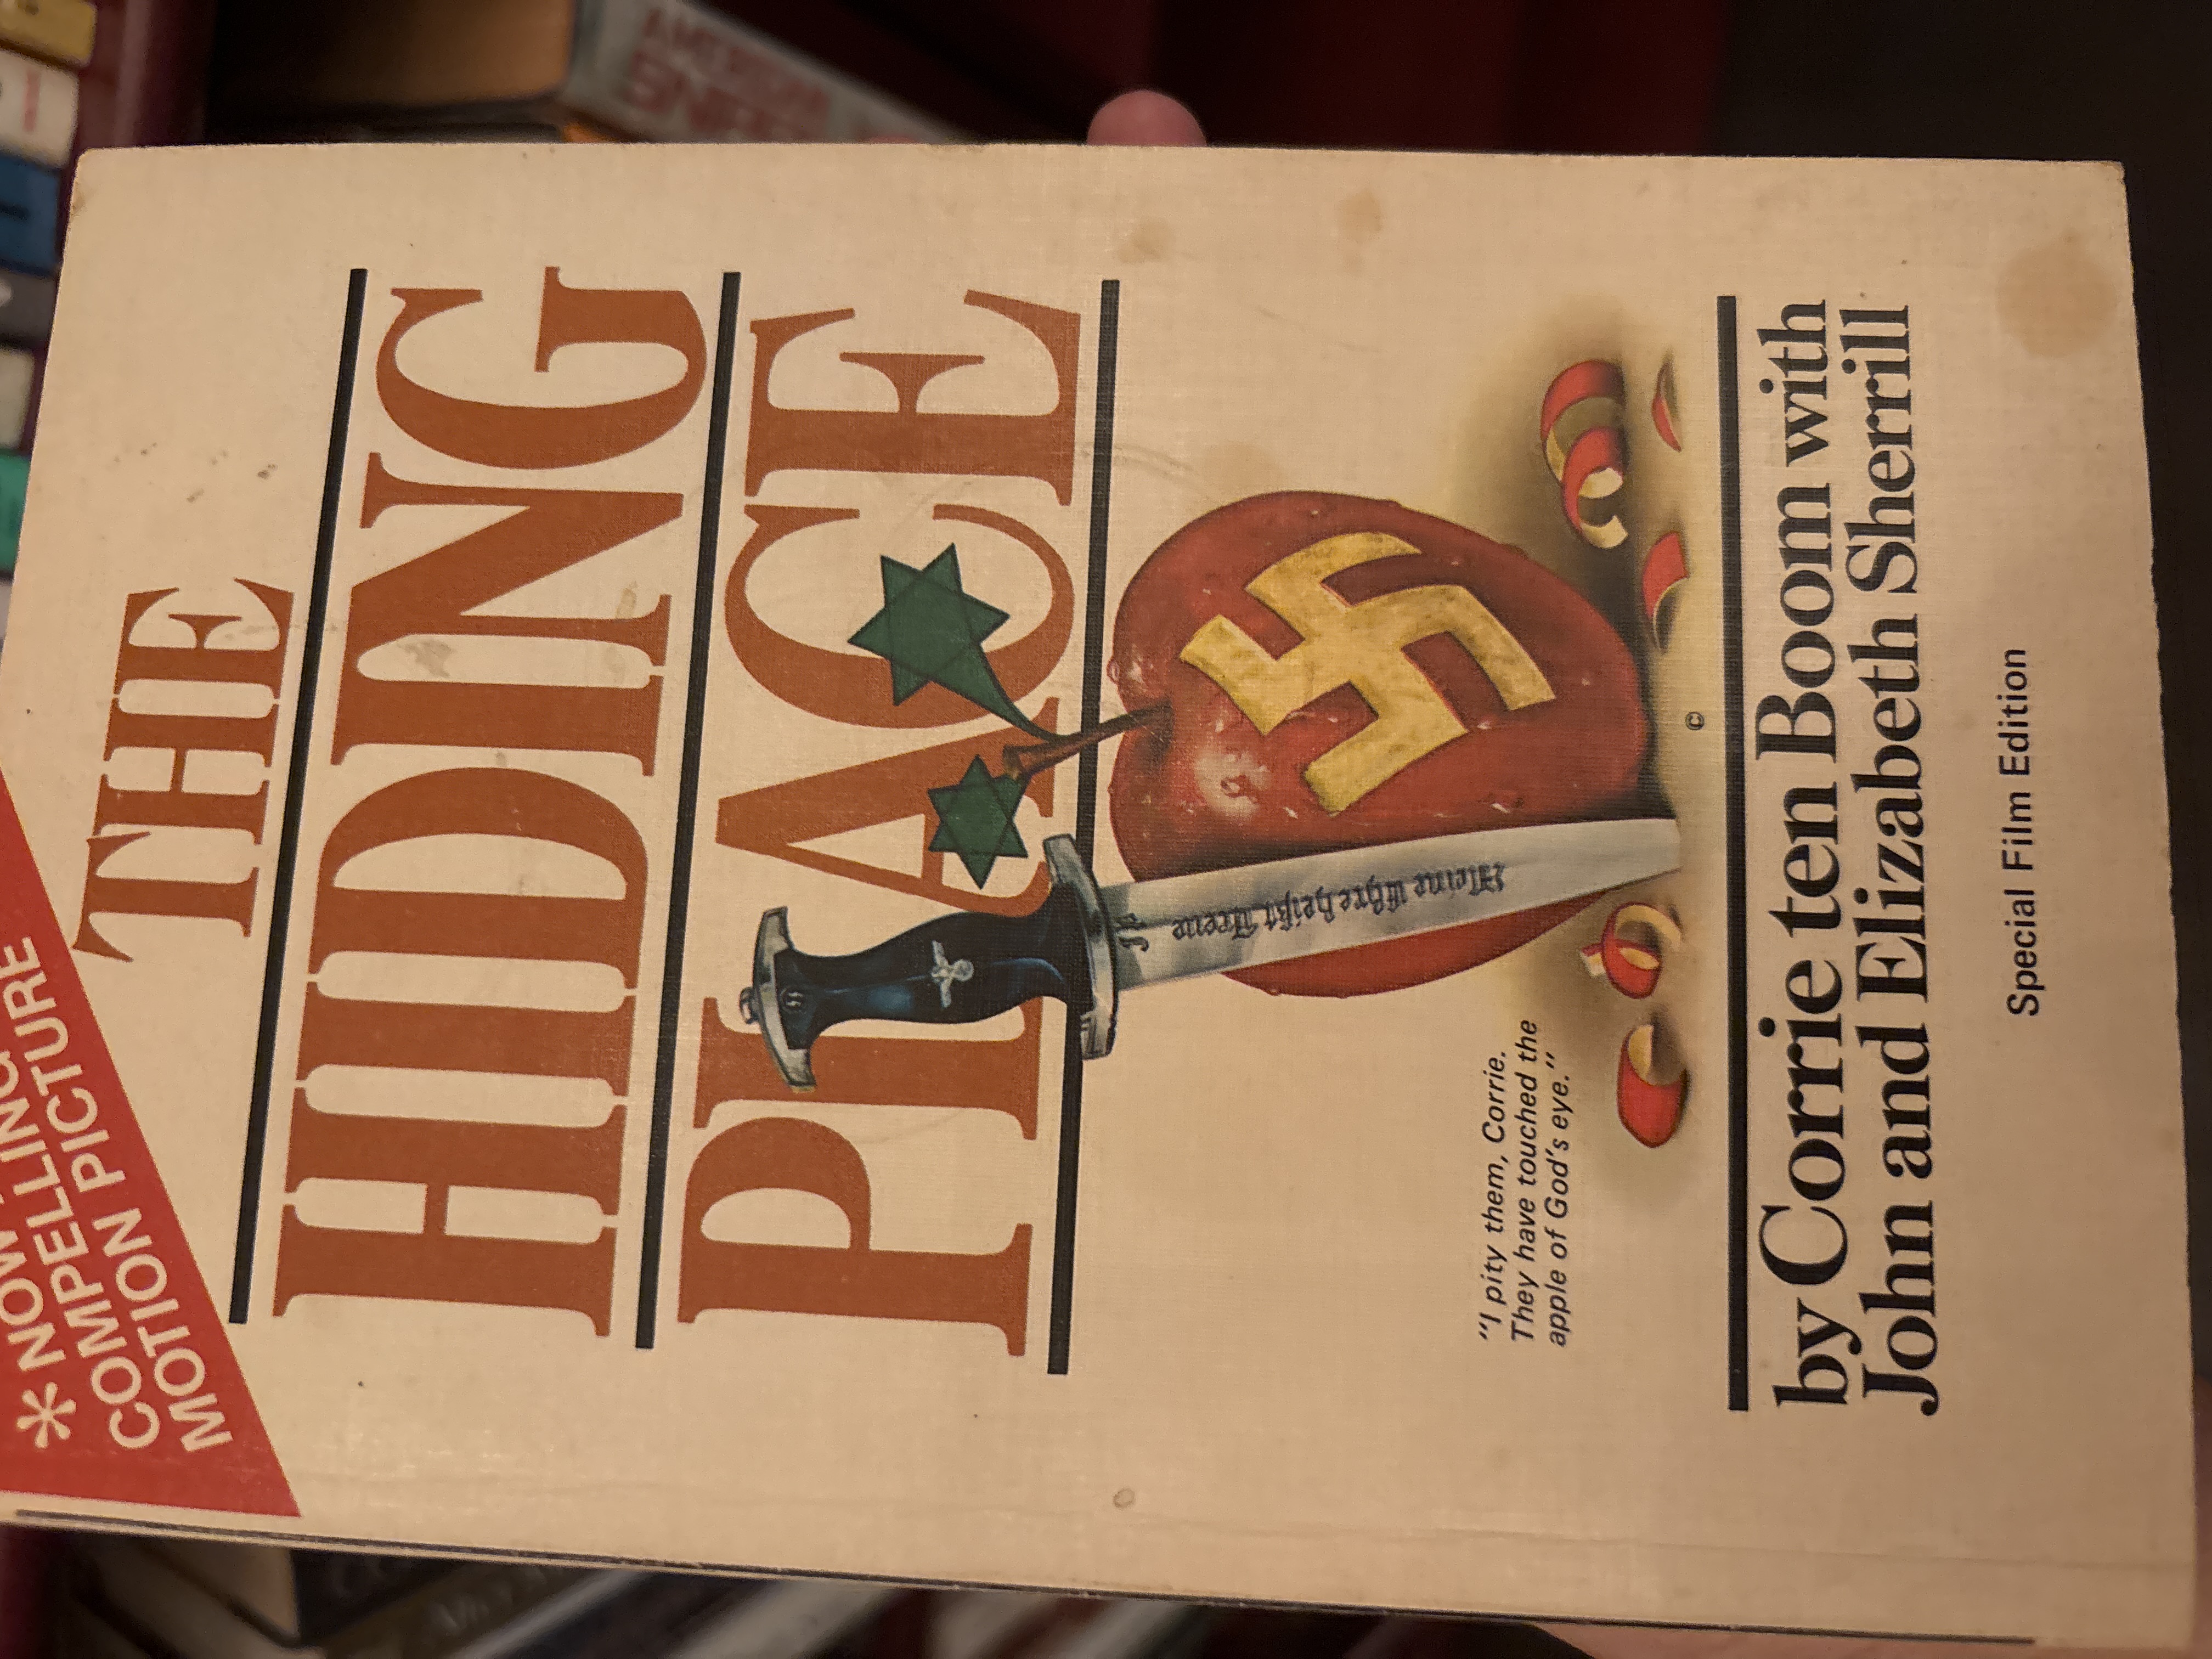 * NOW
COMPELLING
MOTION PICTURE
THE
HIDING
PLACE
Meine Ehre heißt Treue
"I pity them, Corrie.
They have touched the
apple of God's eye."
©
by Corrie ten Boom with
John and Elizabeth Sherrill
Special Film Edition
AMERICAN